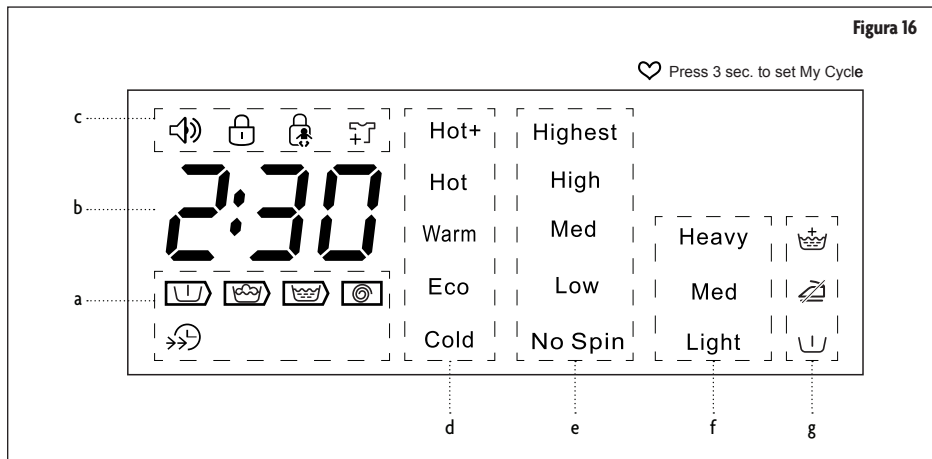 Figura 16
Press 3 sec. to set My Cycle
c
b
a
2:30
Hot+
Hot
Warm
Eco
Cold
Highest
High
Med
Low
No Spin
Heavy
Med
Light
d
e
f
g